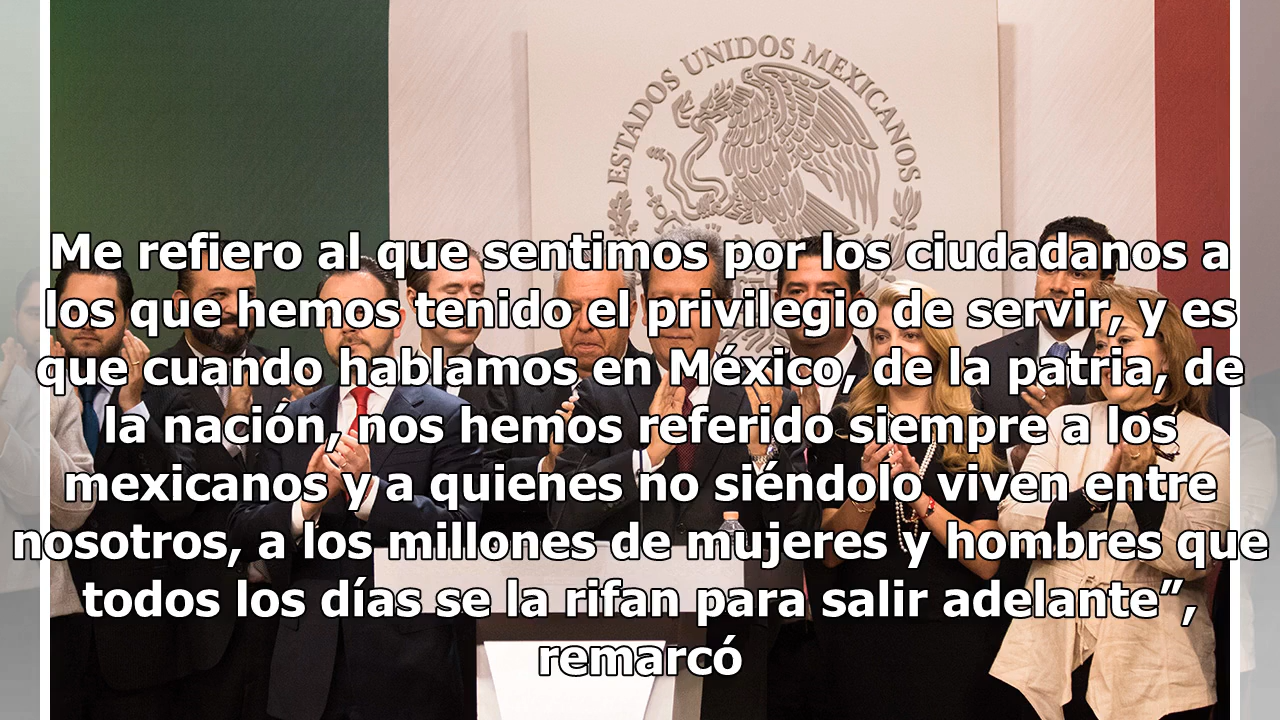 ESTADOS UNIDOS MEXICANOS
Me refiero al que sentimos por los ciudadanos a
los que hemos tenido el privilegio de servir, y es
que cuando hablamos en México, de la patria, de
la nación, nos hemos referido siempre a los
mexicanos y a quienes no siéndolo viven entre
nosotros, a los millones de mujeres y hombres que
todos los días se la rifan para salir adelante”,
remarcó